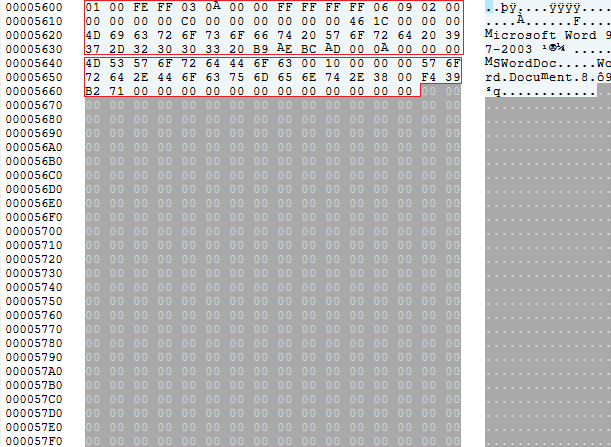 00005600 01 00 FE FF 03 0A 00 00 FF FF FF FF 06 09 02 00 ..þÿ....ÿÿÿÿ....
00005610 00 00 00 00 C0 00 00 00 00 00 00 46 1C 00 00 00 ....À......F....
00005620 4D 69 63 72 6F 73 6F 66 74 20 57 6F 72 64 20 39 Microsoft Word 9
00005630 37 2D 32 30 30 33 20 B9 AE BC AD 00 0A 00 00 00 7-2003 ¹®¼.....
00005640 4D 53 57 6F 72 64 44 6F 63 00 10 00 00 00 57 6F MSWordDoc.....Wo
00005650 72 64 2E 44 6F 63 75 6D 65 6E 74 2E 38 00 F4 39 rd.Document.8.ô9
00005660 B2 71 00 00 00 00 00 00 00 00 00 00 00 00 00 00 ²q..............
00005670 00 00 00 00 00 00 00 00 00 00 00 00 00 00 00 00 ................
00005680 00 00 00 00 00 00 00 00 00 00 00 00 00 00 00 00 ................
00005690 00 00 00 00 00 00 00 00 00 00 00 00 00 00 00 00 ................
000056A0 00 00 00 00 00 00 00 00 00 00 00 00 00 00 00 00 ................
000056B0 00 00 00 00 00 00 00 00 00 00 00 00 00 00 00 00 ................
000056C0 00 00 00 00 00 00 00 00 00 00 00 00 00 00 00 00 ................
000056D0 00 00 00 00 00 00 00 00 00 00 00 00 00 00 00 00 ................
000056E0 00 00 00 00 00 00 00 00 00 00 00 00 00 00 00 00 ................
000056F0 00 00 00 00 00 00 00 00 00 00 00 00 00 00 00 00 ................
00005700 00 00 00 00 00 00 00 00 00 00 00 00 00 00 00 00 ................
00005710 00 00 00 00 00 00 00 00 00 00 00 00 00 00 00 00 ................
00005720 00 00 00 00 00 00 00 00 00 00 00 00 00 00 00 00 ................
00005730 00 00 00 00 00 00 00 00 00 00 00 00 00 00 00 00 ................
00005740 00 00 00 00 00 00 00 00 00 00 00 00 00 00 00 00 ................
00005750 00 00 00 00 00 00 00 00 00 00 00 00 00 00 00 00 ................
00005760 00 00 00 00 00 00 00 00 00 00 00 00 00 00 00 00 ................
00005770 00 00 00 00 00 00 00 00 00 00 00 00 00 00 00 00 ................
00005780 00 00 00 00 00 00 00 00 00 00 00 00 00 00 00 00 ................
00005790 00 00 00 00 00 00 00 00 00 00 00 00 00 00 00 00 ................
000057A0 00 00 00 00 00 00 00 00 00 00 00 00 00 00 00 00 ................
000057B0 00 00 00 00 00 00 00 00 00 00 00 00 00 00 00 00 ................
000057C0 00 00 00 00 00 00 00 00 00 00 00 00 00 00 00 00 ................
000057D0 00 00 00 00 00 00 00 00 00 00 00 00 00 00 00 00 ................
000057E0 00 00 00 00 00 00 00 00 00 00 00 00 00 00 00 00 ................
000057F0 00 00 00 00 00 00 00 00 00 00 00 00 00 00 00 00 ................